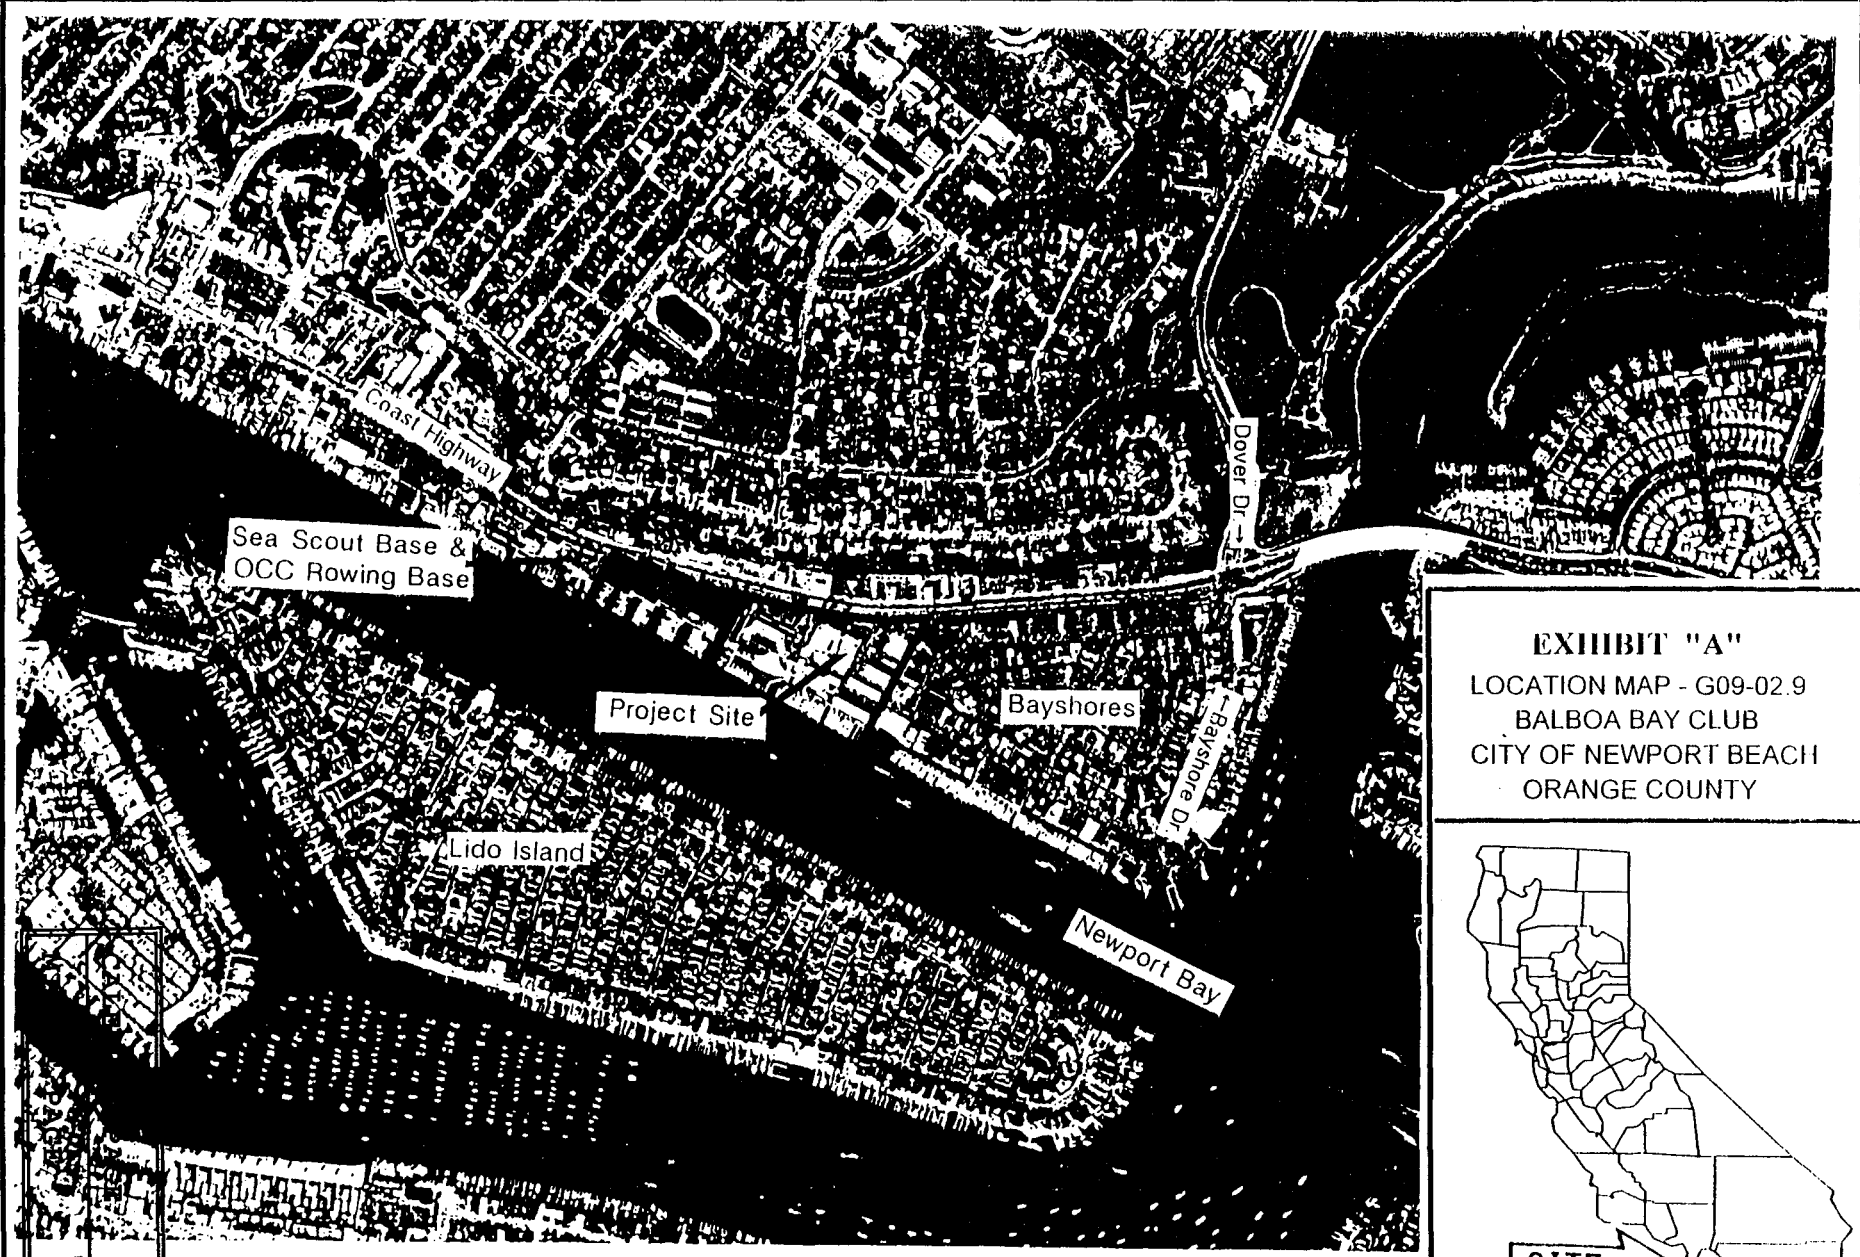 Coast Highway
Dover Dr→
Sea Scout Base &
OCC Rowing Base
Project Site
Bayshores
←Bayshore Dr.
Lido Island
Newport Bay
EXHIBIT "A"
LOCATION MAP - G09-02.9
BALBOA BAY CLUB
CITY OF NEWPORT BEACH
ORANGE COUNTY
SITE